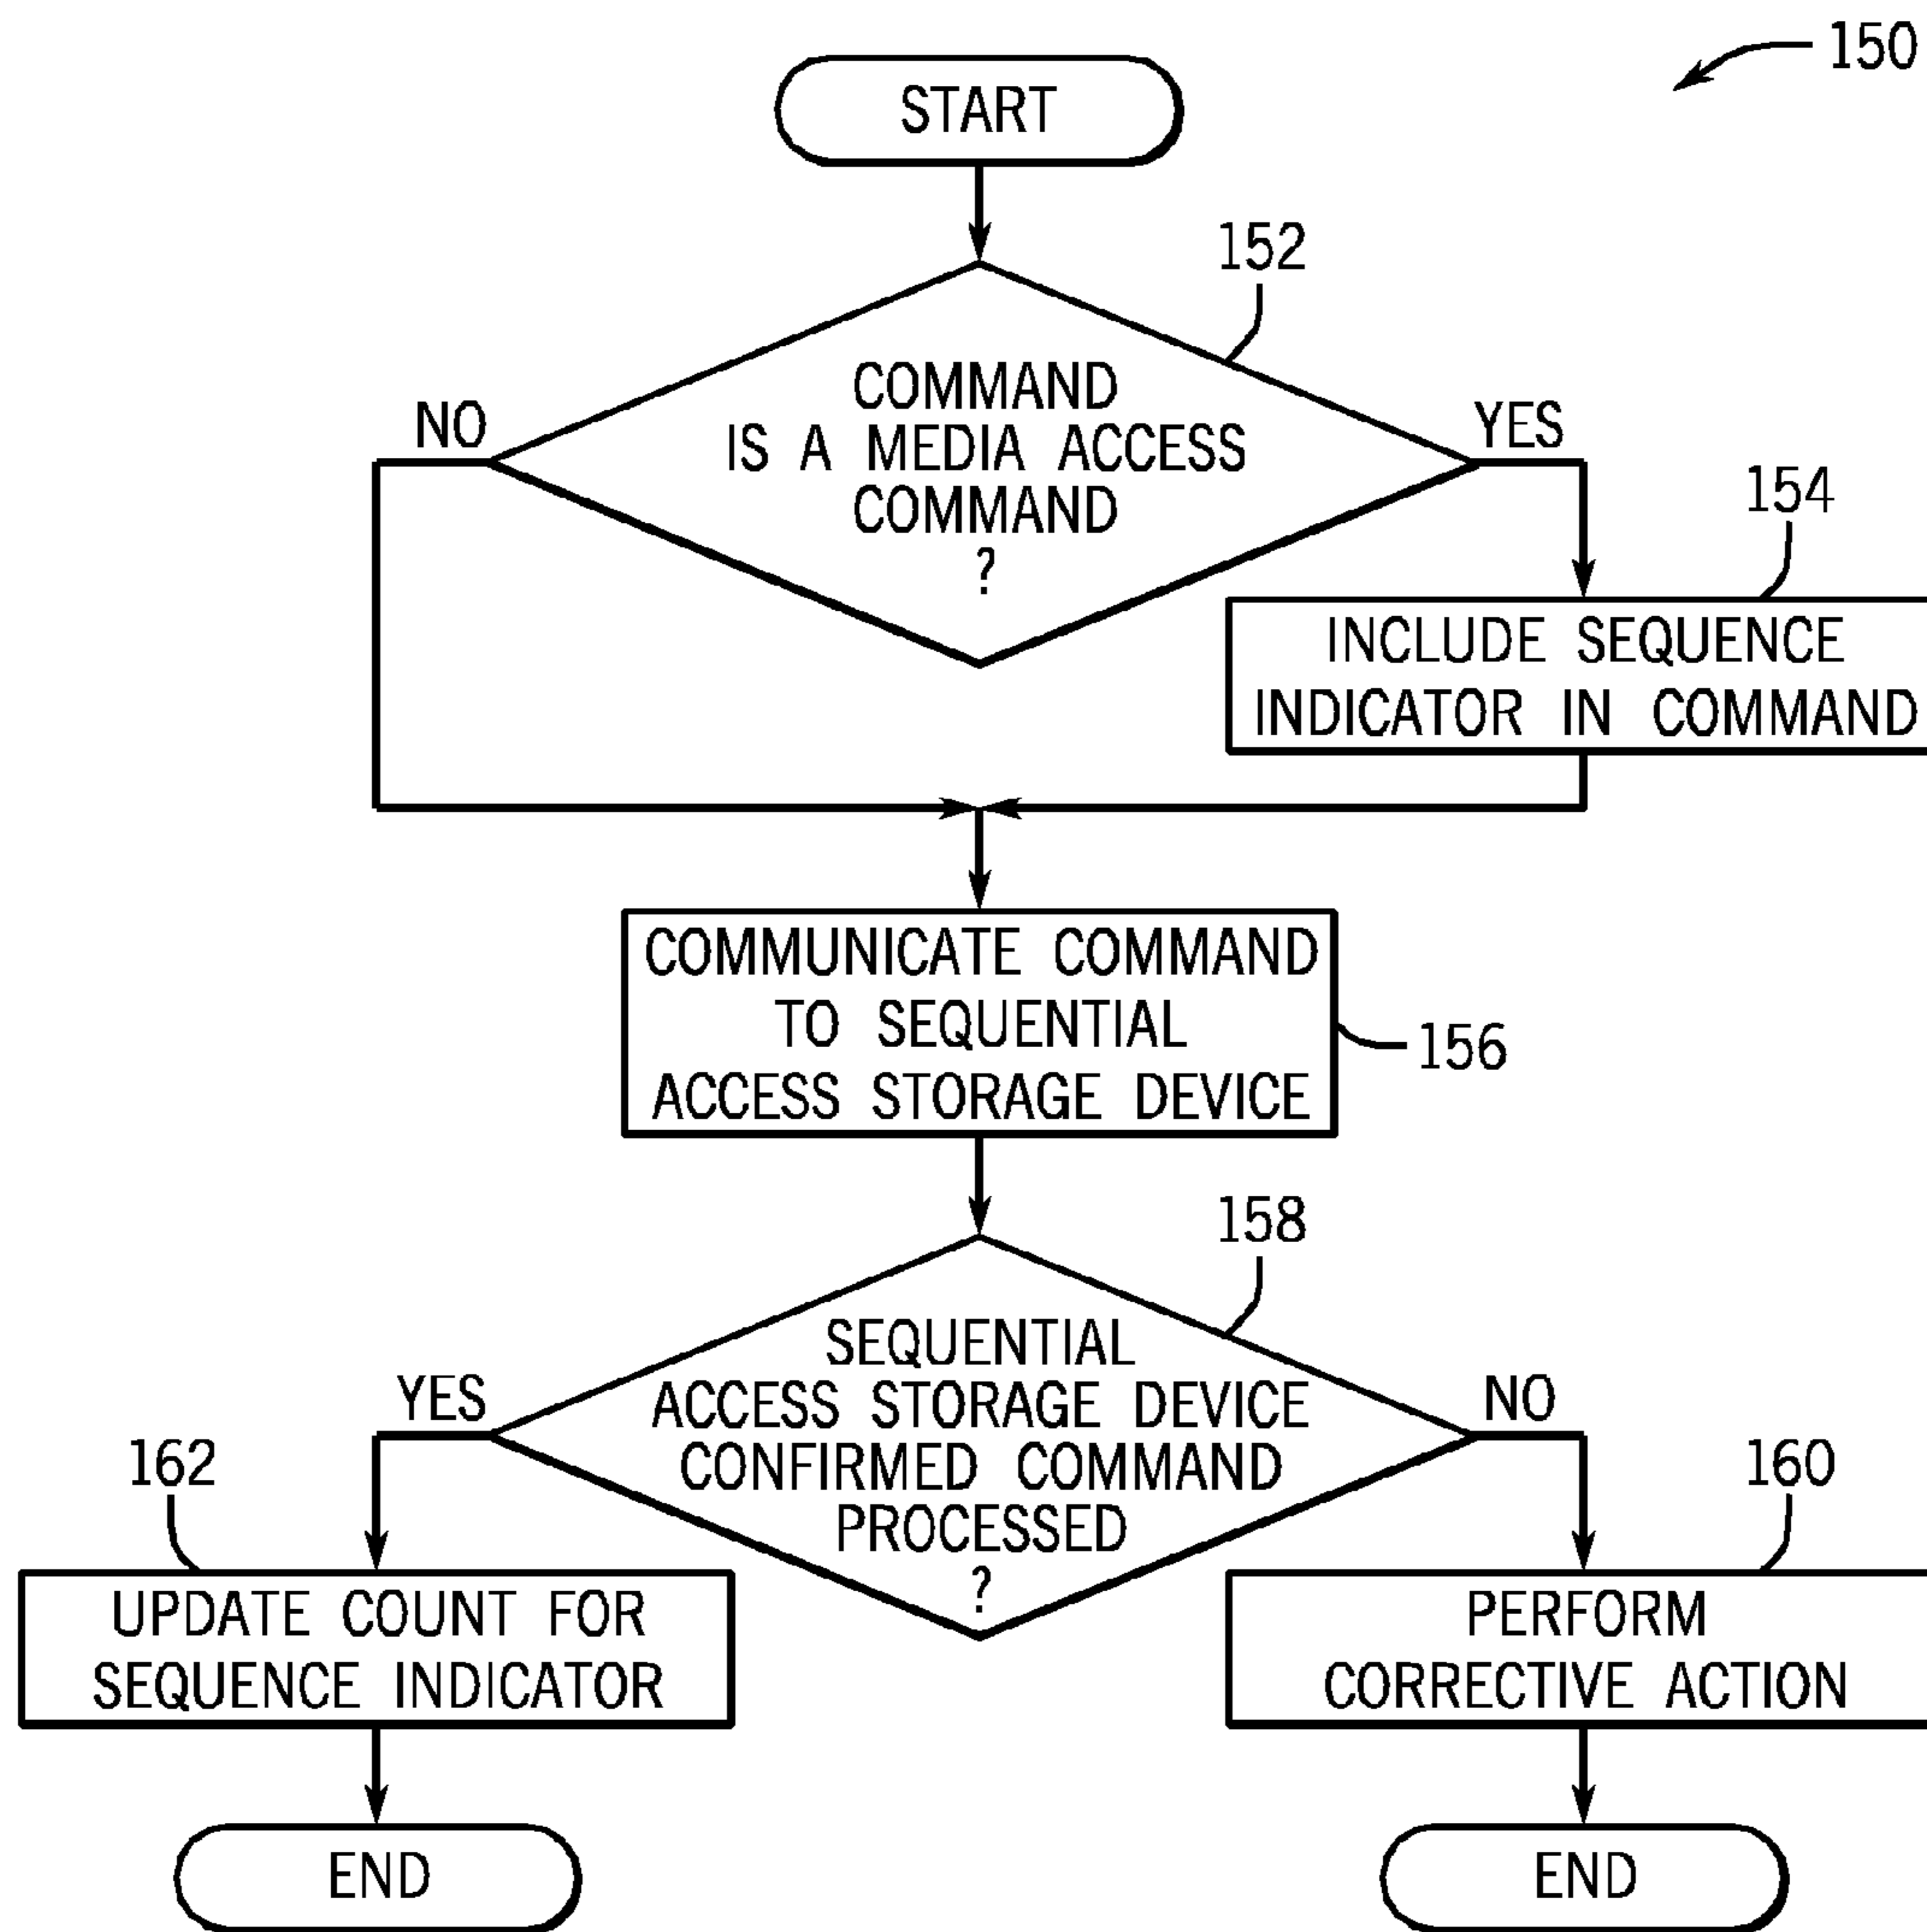 150
START
152
COMMAND
IS A MEDIA ACCESS
COMMAND
?
NO
YES
154
INCLUDE SEQUENCE
INDICATOR IN COMMAND
COMMUNICATE COMMAND
TO SEQUENTIAL
ACCESS STORAGE DEVICE
156
158
SEQUENTIAL
ACCESS STORAGE DEVICE
CONFIRMED COMMAND
PROCESSED
?
YES
NO
162
UPDATE COUNT FOR
SEQUENCE INDICATOR
160
PERFORM
CORRECTIVE ACTION
END
END